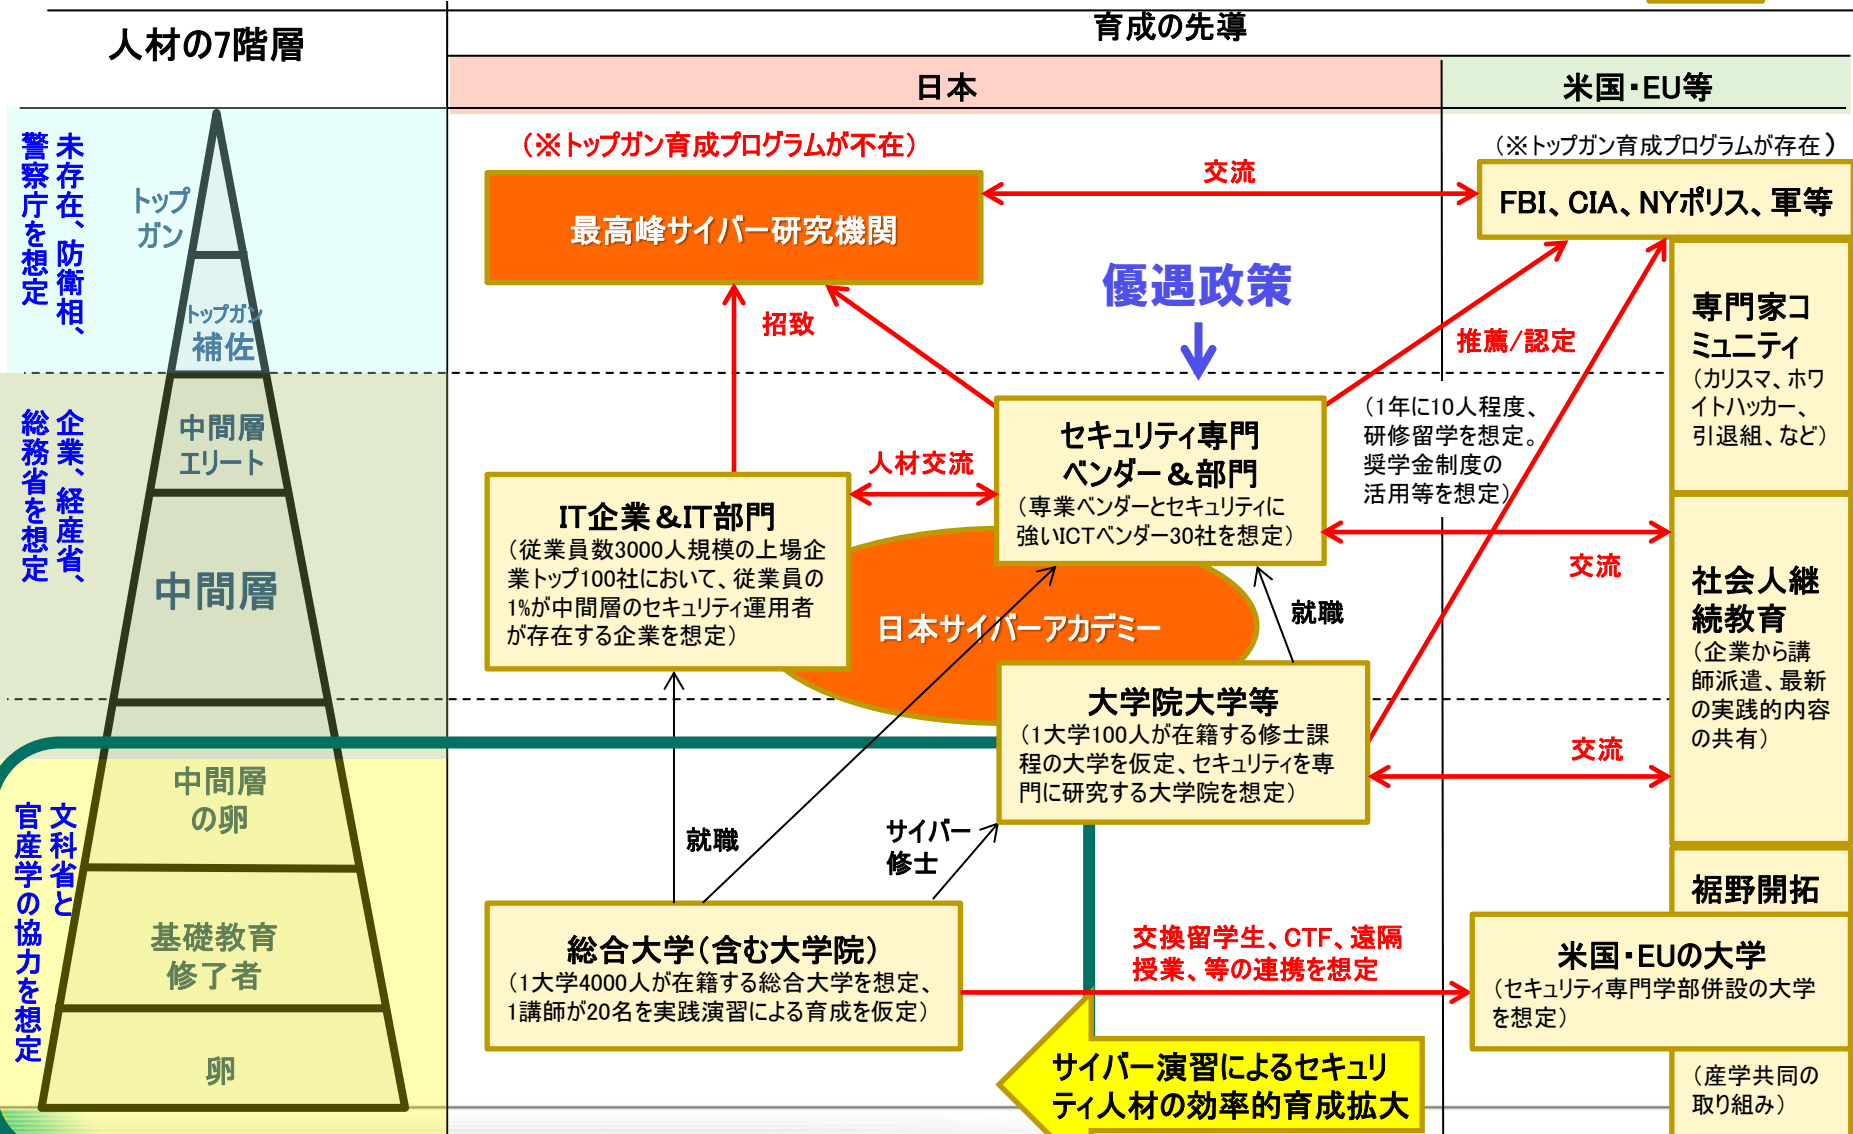 人材の7階層
育成の先導
日本
米国・EU等
未存在、防衛相、
警察庁を想定
企業、経産省、
総務省を想定
文科省と
官産学の協力を想定
トップ
ガン
トップガン
補佐
中間層
エリート
中間層
中間層
の卵
基礎教育
修了者
卵
（※トップガン育成プログラムが不在）
（※トップガン育成プログラムが存在）
最高峰サイバー研究機関
交流
FBI、CIA、NYポリス、軍等
優遇政策
招致
推薦/認定
専門家コ
ミュニティ
（カリスマ、ホワ
イトハッカー、
引退組、など）
セキュリティ専門
ベンダー＆部門
（専業ベンダーとセキュリティに
強いICTベンダー30社を想定）
（1年に10人程度、
研修留学を想定。
奨学金制度の
活用等を想定）
人材交流
IT企業＆IT部門
（従業員数3000人規模の上場企
業トップ100社において、従業員の
1%が中間層のセキュリティ運用者
が存在する企業を想定）
交流
社会人継
続教育
（企業から講
師派遣、最新
の実践的内容
の共有）
日本サイバーアカデミー
就職
大学院大学等
（1大学100人が在籍する修士課
程の大学を仮定、セキュリティを専
門に研究する大学院を想定）
交流
就職
サイバー
修士
裾野開拓
総合大学（含む大学院）
（1大学4000人が在籍する総合大学を想定、
1講師が20名を実践演習による育成を仮定）
交換留学生、CTF、遠隔
授業、等の連携を想定
米国・EUの大学
（セキュリティ専門学部併設の大学
を想定）
サイバー演習によるセキュリ
ティ人材の効率的育成拡大
（産学共同の
取り組み）